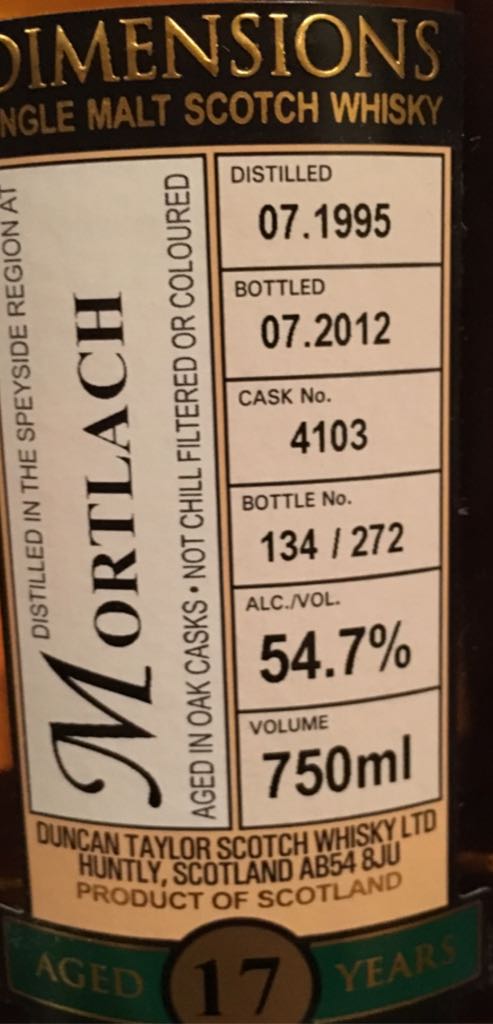 DIMENSIONS
SINGLE MALT SCOTCH WHISKY
DISTILLED IN THE SPEYSIDE REGION AT
MORTLACH
AGED IN OAK CASKS • NOT CHILL FILTERED OR COLOURED
DISTILLED
07.1995
BOTTLED
07.2012
CASK No.
4103
BOTTLE No.
134 / 272
ALC./VOL.
54.7%
VOLUME
750ml
DUNCAN TAYLOR SCOTCH WHISKY LTD
HUNTLY, SCOTLAND AB54 8JU
PRODUCT OF SCOTLAND
AGED 17 YEARS